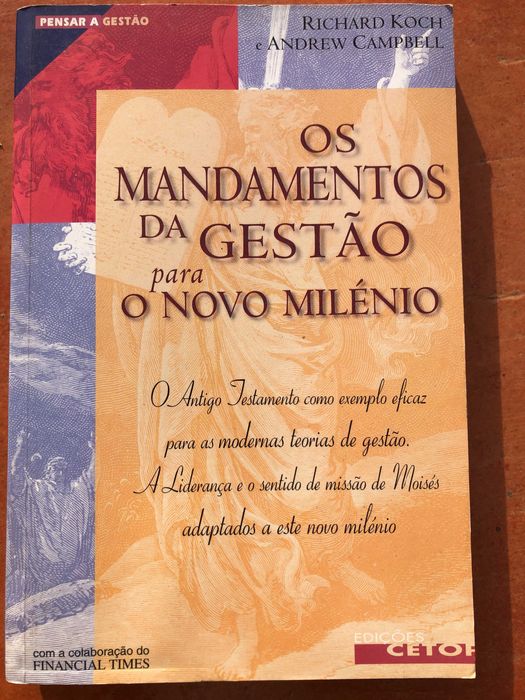 PENSAR A GESTÃO
RICHARD KOCH
e ANDREW CAMPBELL
OS
MANDAMENTOS
DA GESTÃO
para
O NOVO MILÉNIO
O Antigo Testamento como exemplo eficaz
para as modernas teorias de gestão.
A Liderança e o sentido de missão de Moisés
adaptados a este novo milénio
com a colaboração do
FINANCIAL TIMES
EDIÇÕES
CETOP